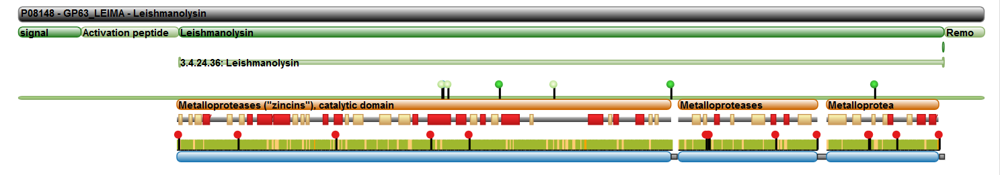 P08148 - GP63_LEIMA - Leishmanolysin
signal Activation peptide Leishmanolysin Remo
3.4.24.36: Leishmanolysin
Metalloproteases ("zincins"), catalytic domain Metalloproteases Metalloprotea